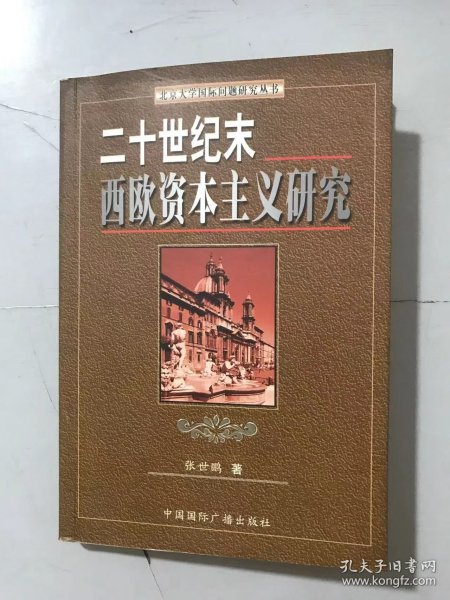 北京大学国际问题研究丛书
二十世纪末
西欧资本主义研究
张世鹏 著
中国国际广播出版社
孔夫子旧书网
www.kongfz.com